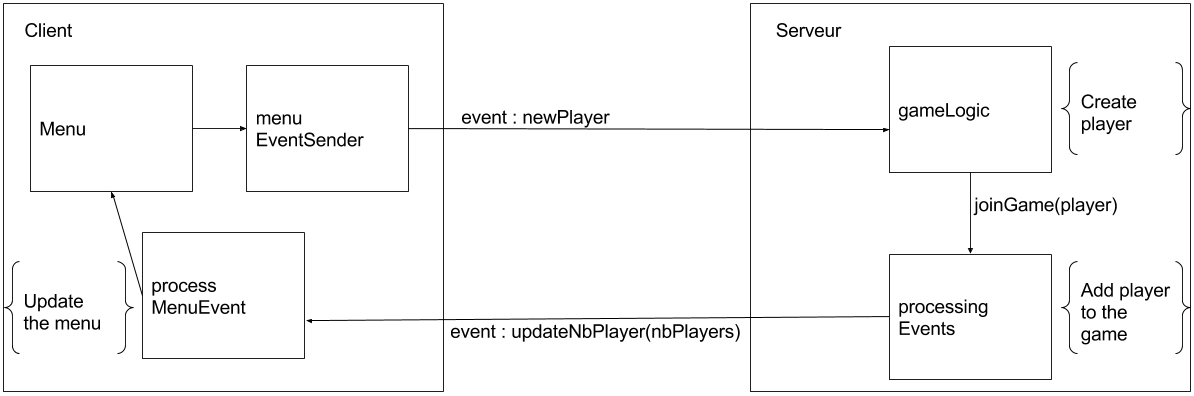 Client
Serveur
Menu
menu
EventSender
event : newPlayer
gameLogic
Create
player
joinGame(player)
Update
the menu
process
MenuEvent
event : updateNbPlayer(nbPlayers)
processing
Events
Add player
to the
game